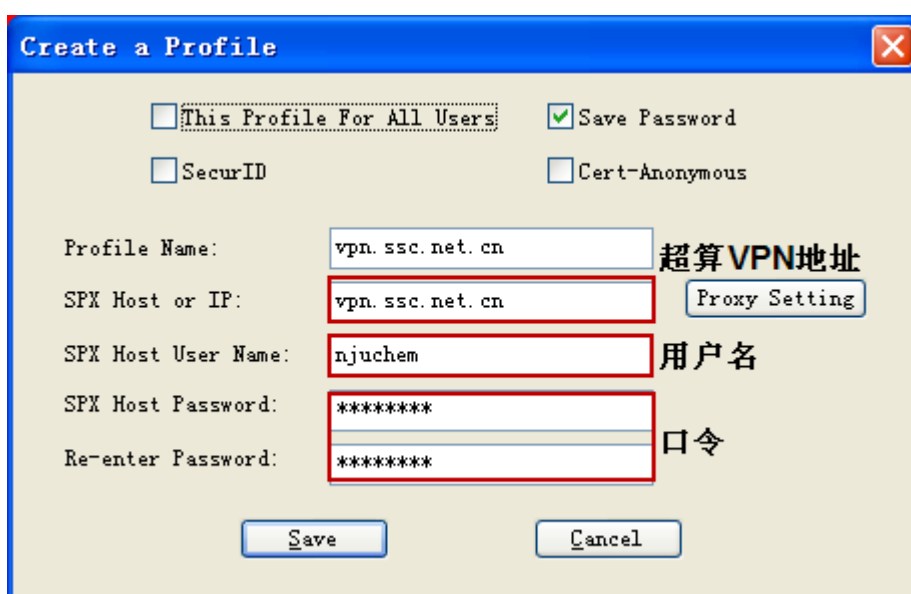 Create a Profile
This Profile For All Users
Save Password
SecurID
Cert-Anonymous
Profile Name:
vpn.ssc.net.cn
超算VPN地址
SPX Host or IP:
vpn.ssc.net.cn
Proxy Setting
SPX Host User Name:
njuchem
用户名
SPX Host Password:
********
口令
Re-enter Password:
********
Save
Cancel